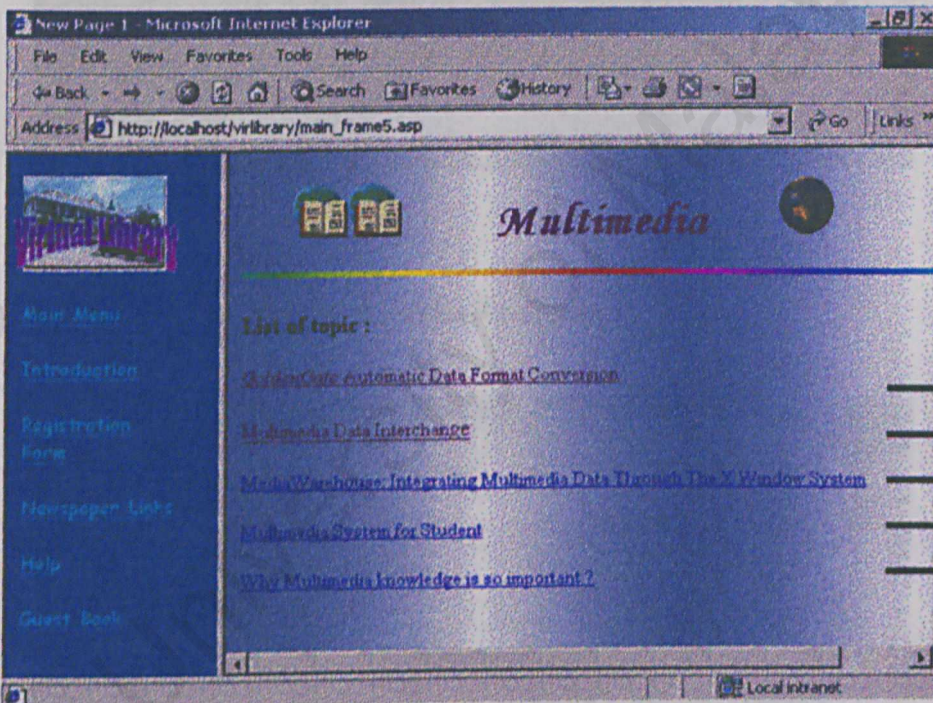 New Page 1 - Microsoft Internet Explorer
File Edit View Favorites Tools Help
Back Search Favorites History
Address http://localhost/virlibrary/main_frame5.asp Go Links »
Virtual Library
Main Menu
Introduction
Registration
Form
Newspaper Links
Help
Guest Book
Multimedia
List of topic :
GoldenGate Automatic Data Format Conversion
Multimedia Data Interchange
MediaWarehouse: Integrating Multimedia Data Through The X Window System
Multimedia System for Student
Why Multimedia knowledge is so important ?
Local intranet